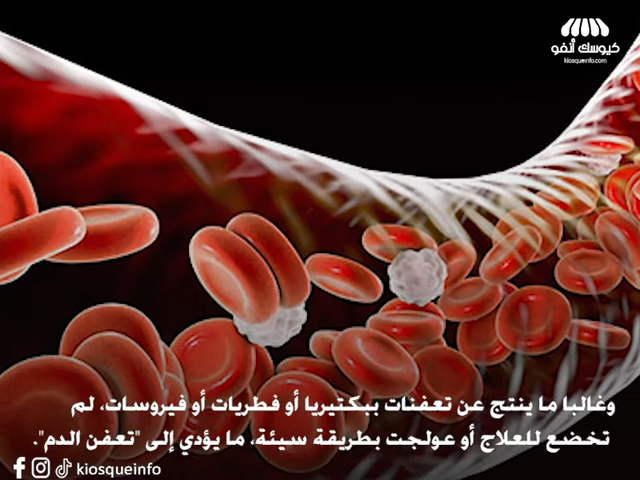 كيوسك أنفو
kiosqueinfo.com
وغالبا ما ينتج عن تعفنات ببكتيريا أو فطريات أو فيروسات، لم
تخضع للعلاج أو عولجت بطريقة سيئة، ما يؤدي إلى "تعفن الدم".
kiosqueinfo